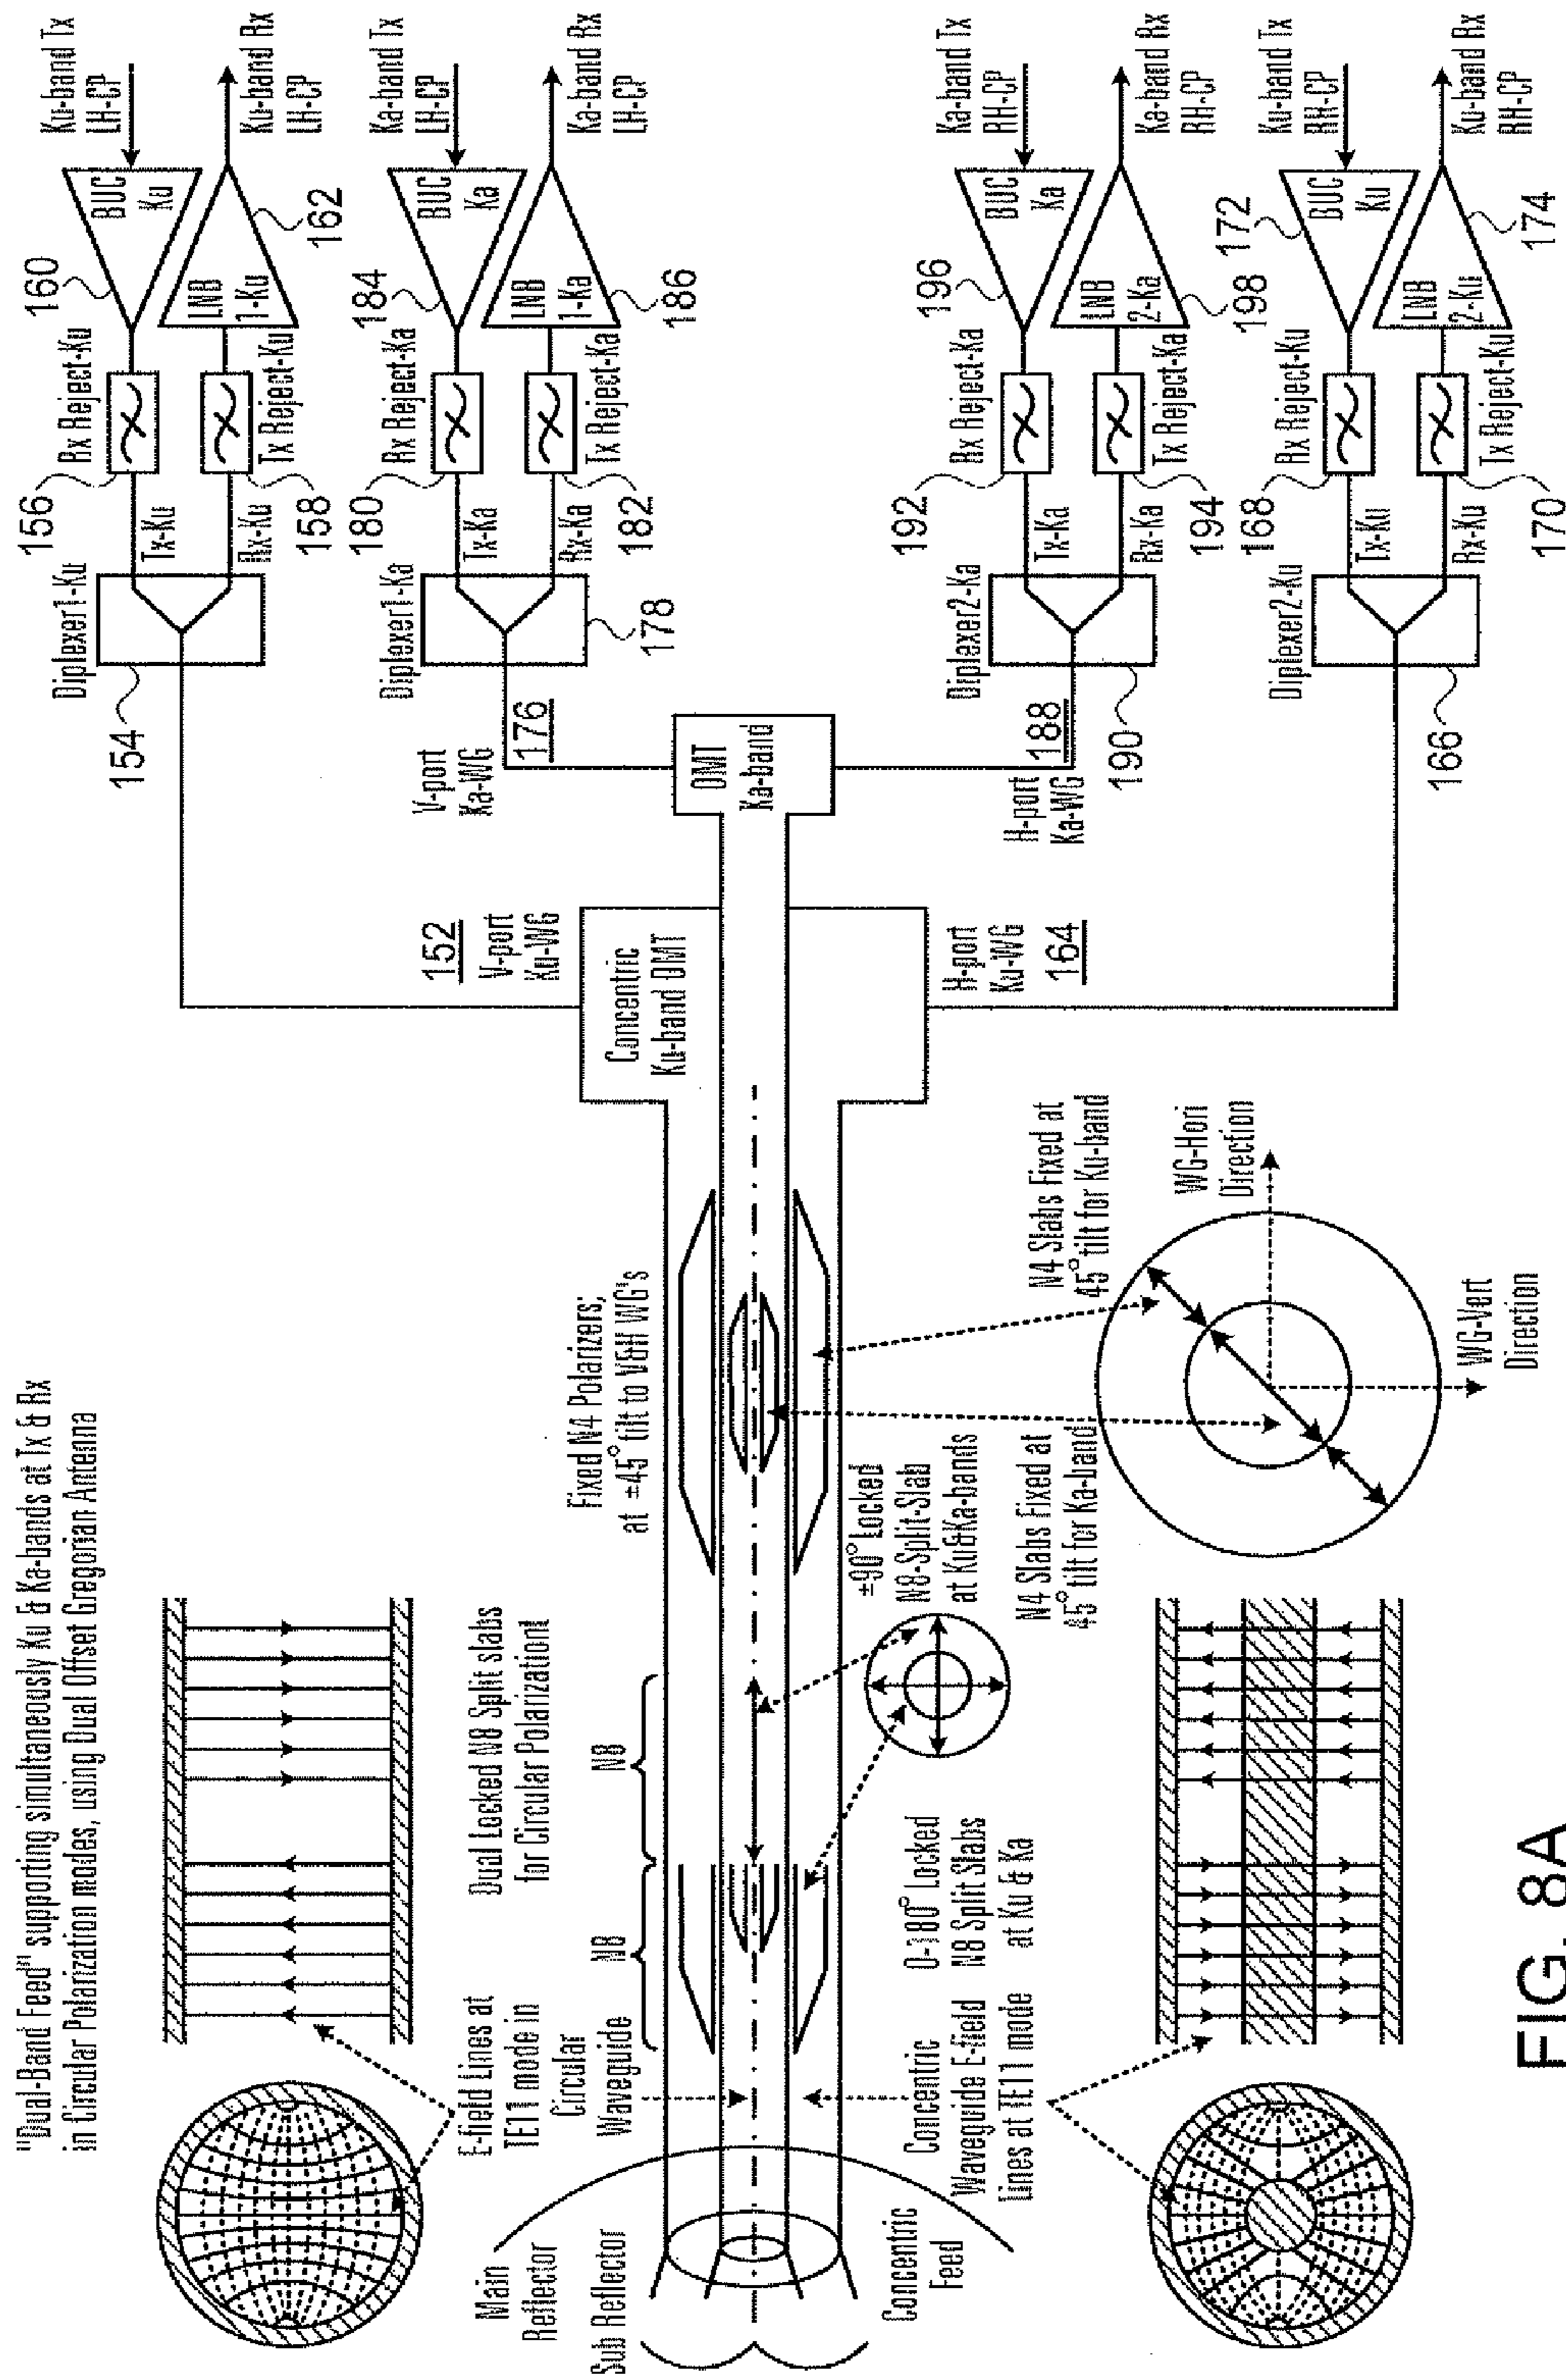 "Dual-Band Feed" supporting simultaneously Ku & Ka-bands at Tx & Rx
in Circular Polarization modes, using Dual Offset Gregorian Antenna
E-field Lines at
TE11 mode in
Circular
Waveguide
Main
Reflector
Sub Reflector
Concentric
Feed
Concentric
Waveguide E-field
Lines at TE11 mode
Dual Locked N8 Split slabs
for Circular Polarization!
N8
N8
0-180° Locked
N8 Split Slabs
at Ku & Ka
±90° Locked
N8-Split-Slab
at Ku&Ka-bands
Fixed N4 Polarizers;
at ±45° tilt to V&H WG's
N4 Slabs Fixed at
45° tilt for Ka-band
N4 Slabs Fixed at
45° tilt for Ku-band
WG-Hori
Direction
WG-Vert
Direction
Concentric
Ku-band OMT
152
V-port
Ku-WG
H-port
Ku-WG
164
OMT
Ka-band
V-port
Ka-WG
176
H-port
Ka-WG
188
Diplexer1-Ku
154
Tx-Ku
Rx-Ku
156
Rx Reject-Ku
158
Tx Reject-Ku
160
BUC
Ku
LNB
1-Ku
162
Ku-band Tx
LH-CP
Ku-band Rx
LH-CP
Diplexer1-Ka
178
Tx-Ka
Rx-Ka
180
Rx Reject-Ka
182
Tx Reject-Ka
184
BUC
Ka
LNB
1-Ka
186
Ka-band Tx
LH-CP
Ka-band Rx
LH-CP
Diplexer2-Ka
190
Tx-Ka
Rx-Ka
192
Rx Reject-Ka
194
Tx Reject-Ka
196
BUC
Ka
LNB
2-Ka
198
Ka-band Tx
RH-CP
Ka-band Rx
RH-CP
Diplexer2-Ku
166
Tx-Ku
Rx-Ku
168
Rx Reject-Ku
170
Tx Reject-Ku
172
BUC
Ku
LNB
2-Ku
174
Ku-band Tx
RH-CP
Ku-band Rx
RH-CP
FIG. 8A